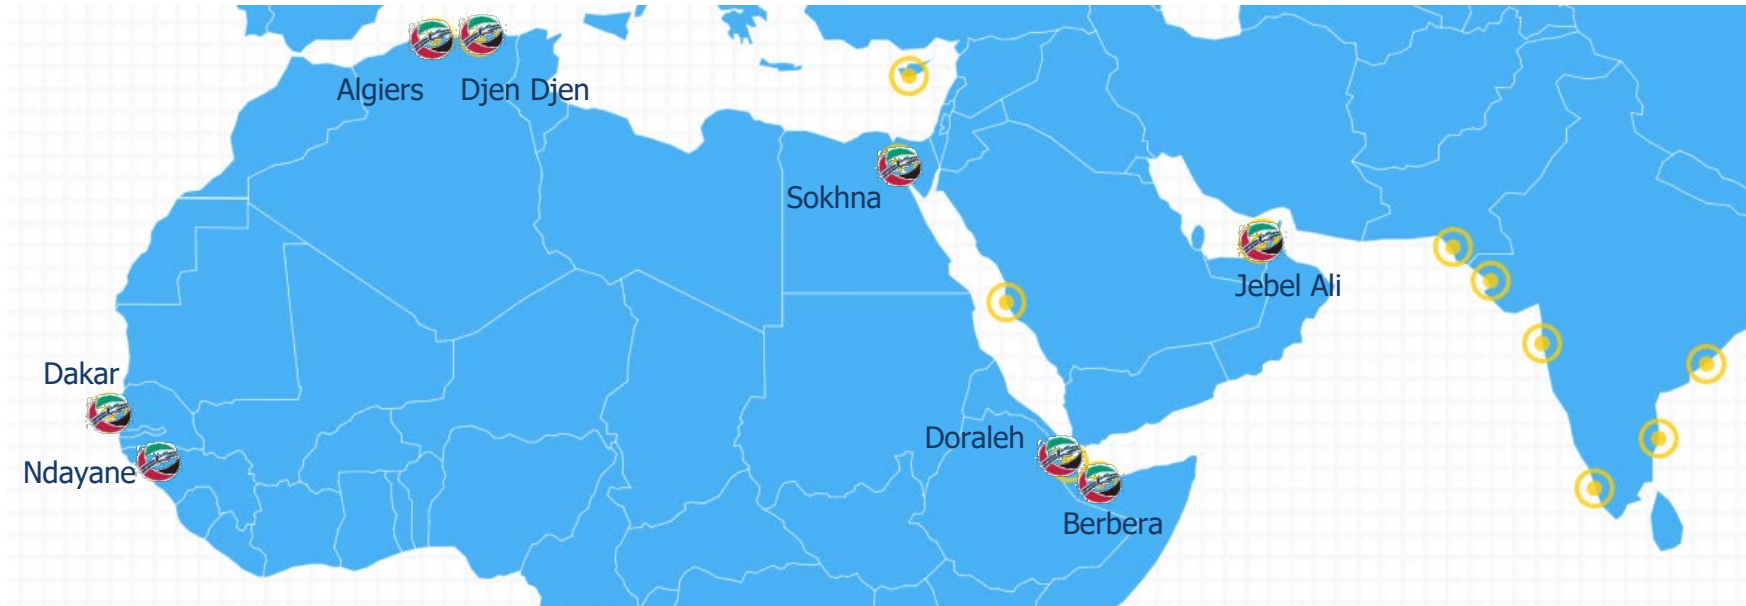 Algiers
Djen Djen
Sokhna
Jebel Ali
Dakar
Doraleh
Ndayane
Berbera